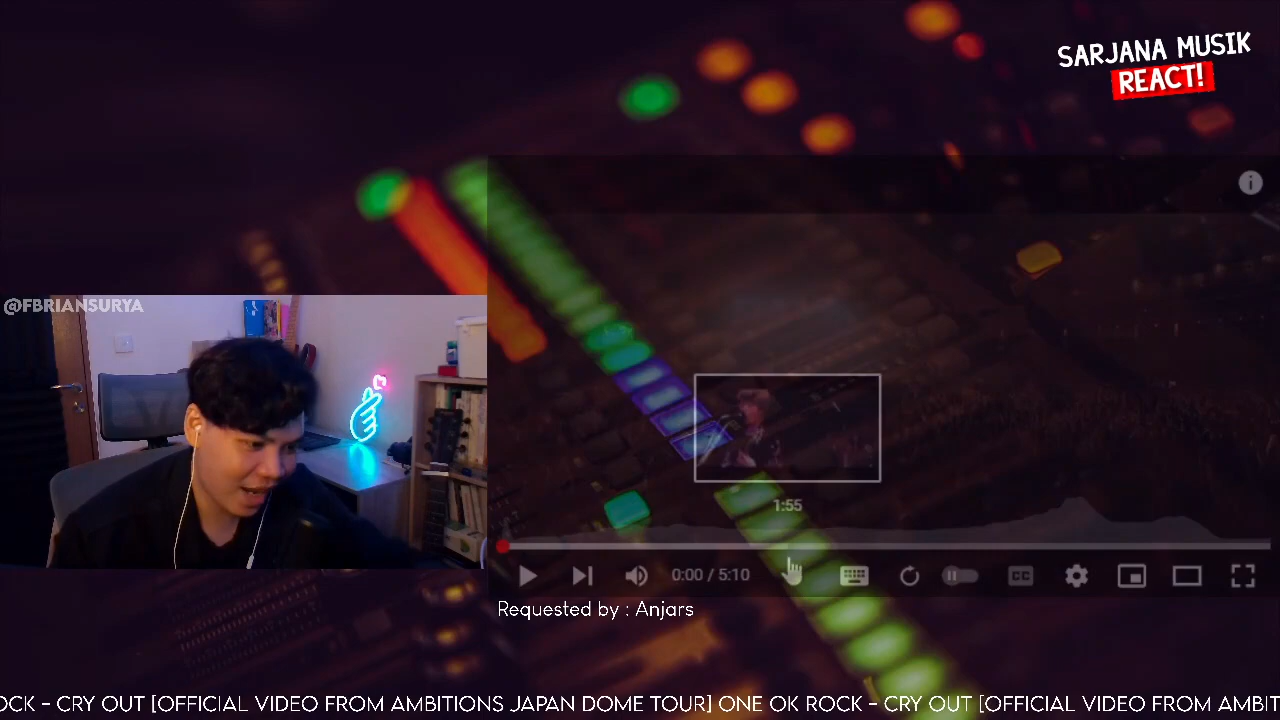 SARJANA MUSIK
REACT!
@FBRIANSURYA
1:55
0:00 / 5:10
CC
Requested by : Anjars
OCK - CRY OUT [OFFICIAL VIDEO FROM AMBITIONS JAPAN DOME TOUR] ONE OK ROCK - CRY OUT [OFFICIAL VIDEO FROM AMBIT